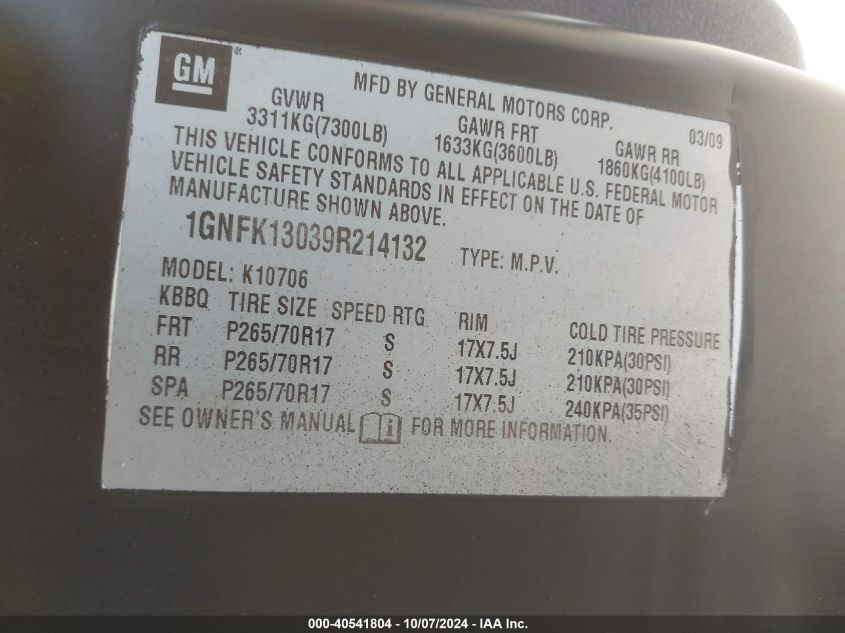 GM®
MFD BY GENERAL MOTORS CORP. 03/09
GVWR GAWR FRT GAWR RR
3311KG(7300LB) 1633KG(3600LB) 1860KG(4100LB)
THIS VEHICLE CONFORMS TO ALL APPLICABLE U.S. FEDERAL MOTOR
VEHICLE SAFETY STANDARDS IN EFFECT ON THE DATE OF
MANUFACTURE SHOWN ABOVE.
1GNFK13039R214132 TYPE: M.P.V.
MODEL: K10706
KBBQ TIRE SIZE SPEED RTG RIM COLD TIRE PRESSURE
FRT P265/70R17 S 17X7.5J 210KPA(30PSI)
RR P265/70R17 S 17X7.5J 210KPA(30PSI)
SPA P265/70R17 S 17X7.5J 240KPA(35PSI)
SEE OWNER'S MANUAL i FOR MORE INFORMATION.
000-40541804 - 10/07/2024 - IAA Inc.